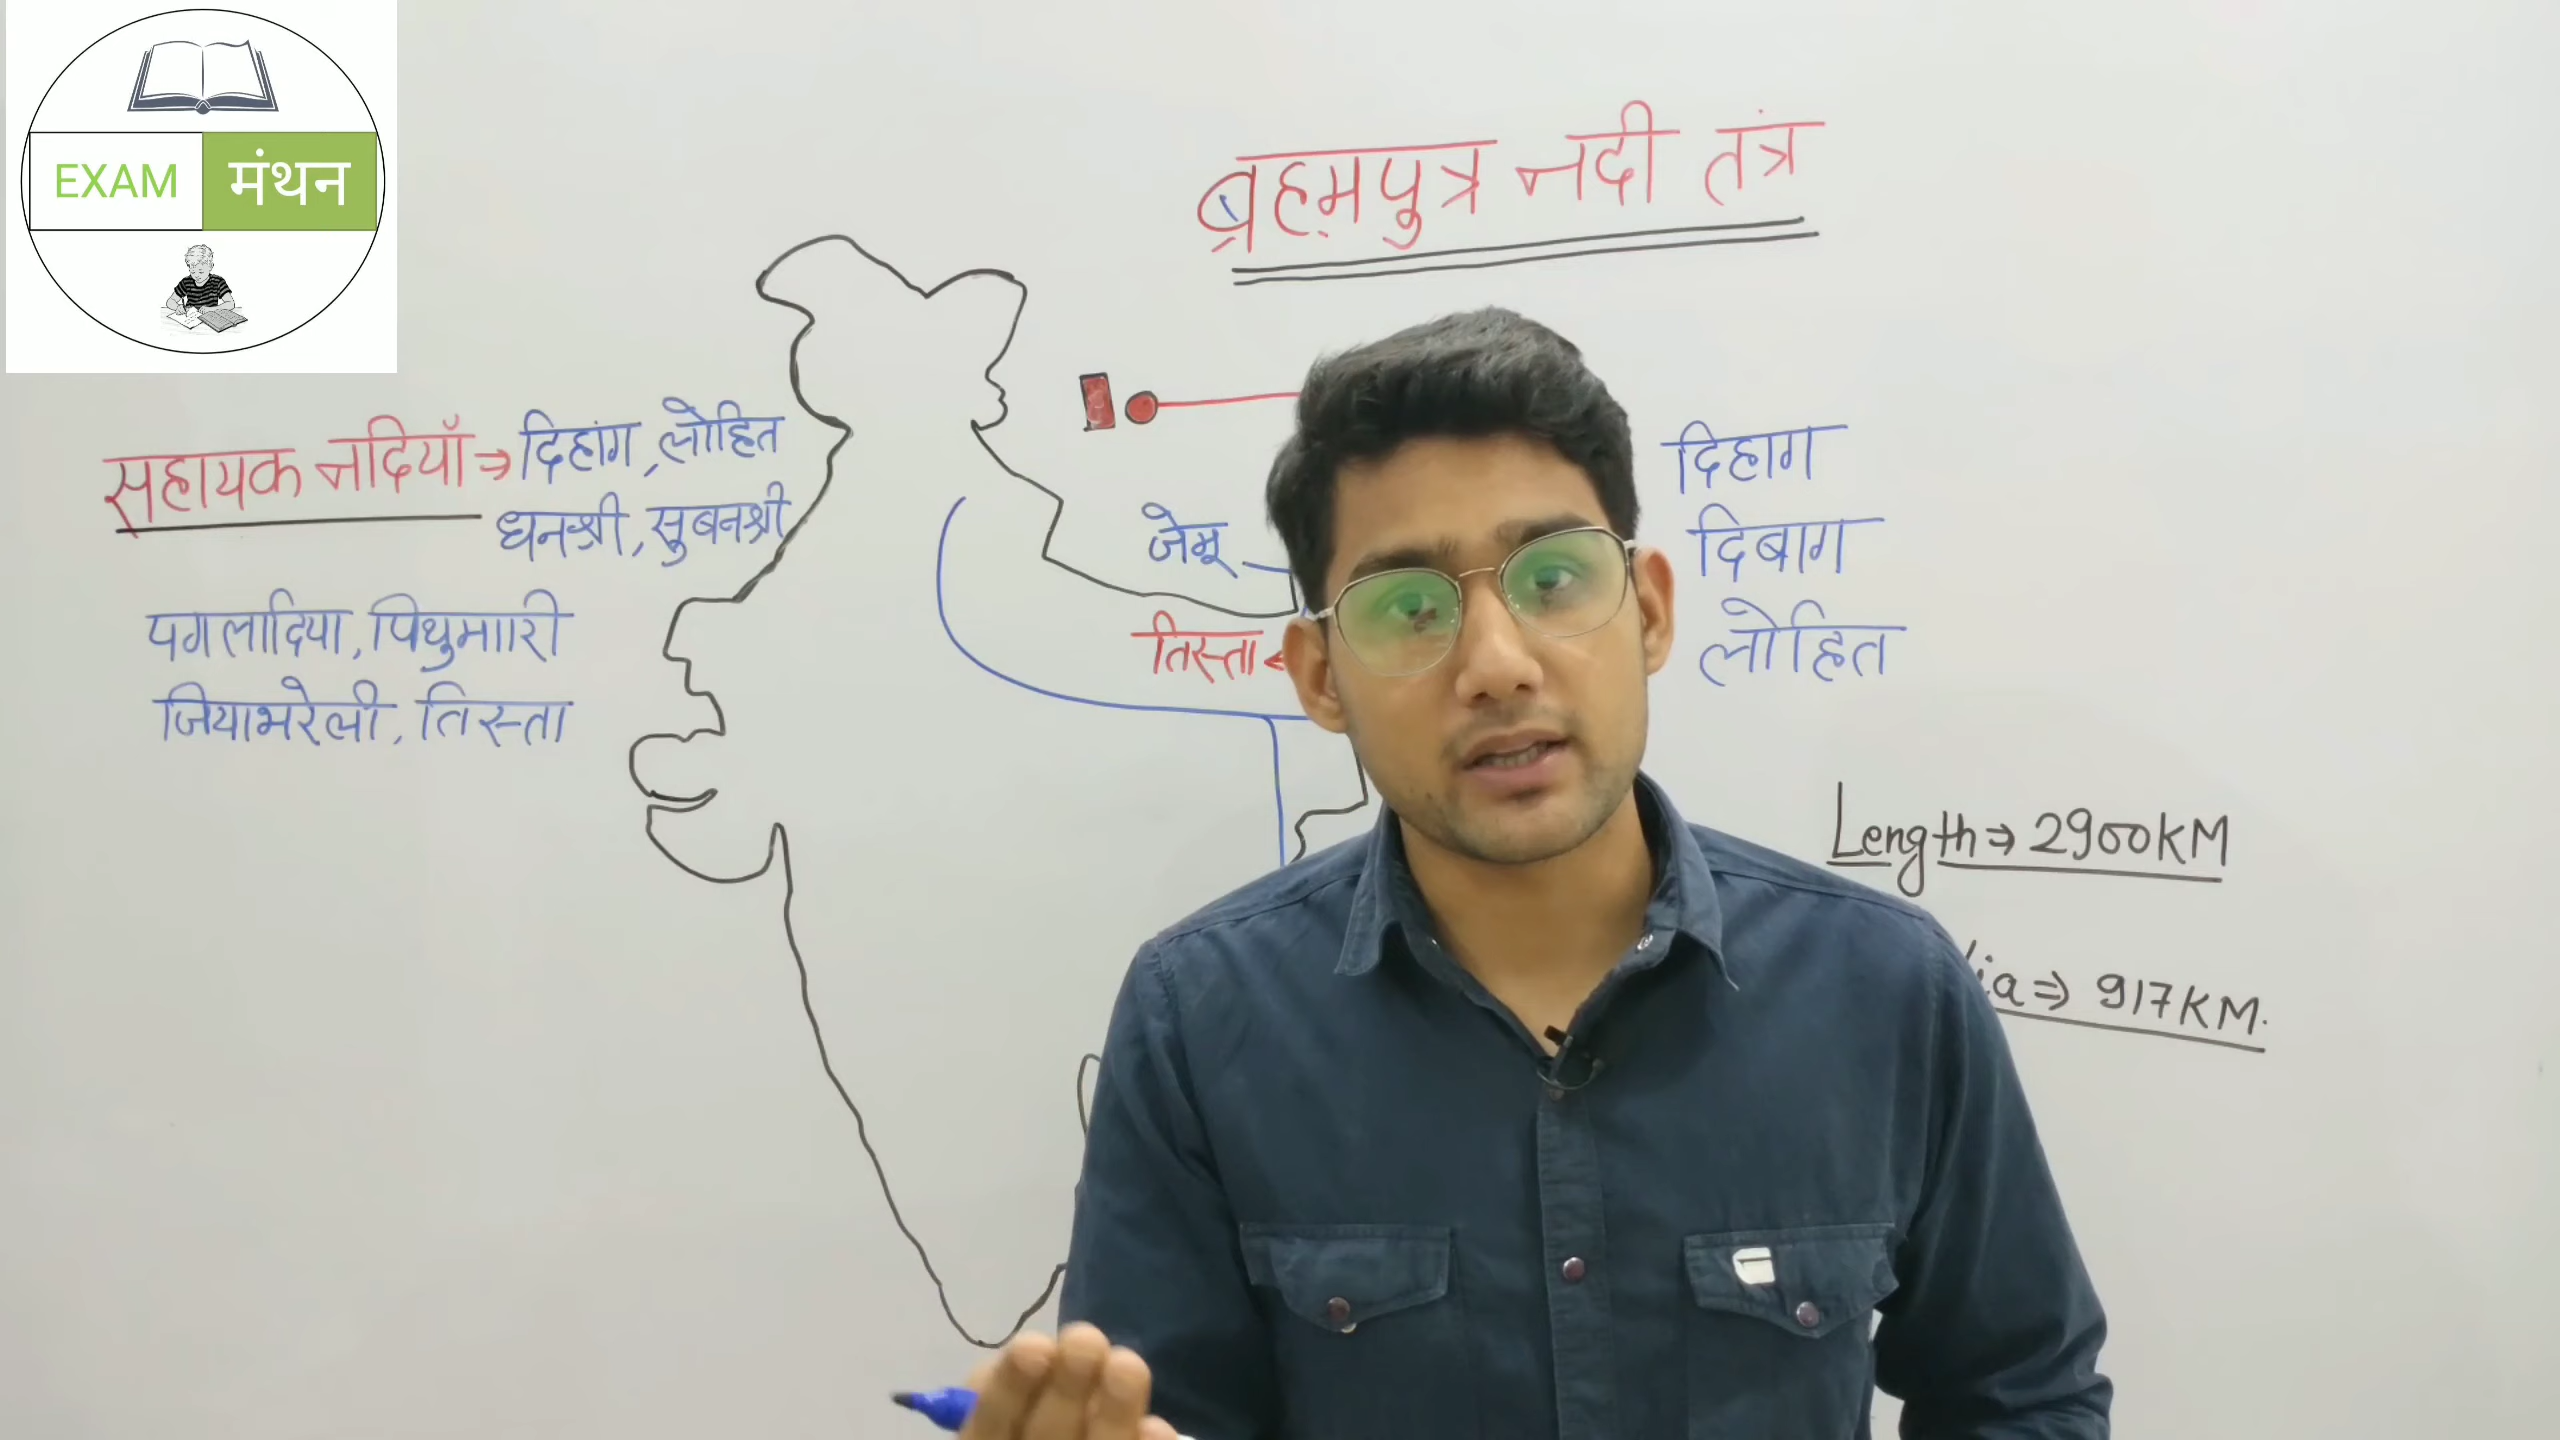 EXAM मंथन
ब्रह्मपुत्र नदी तंत्र
सहायक नदियाँ → दिहांग, लोहित
धनश्री, सुबनश्री
पगलादिया, पिथुमारि
जियाभरेली, तिस्ता
जेमू
तिस्ता ←
दिहाग
दिबाग
लोहित
Length ⇒ 2900KM
ia ⇒ 917KM.